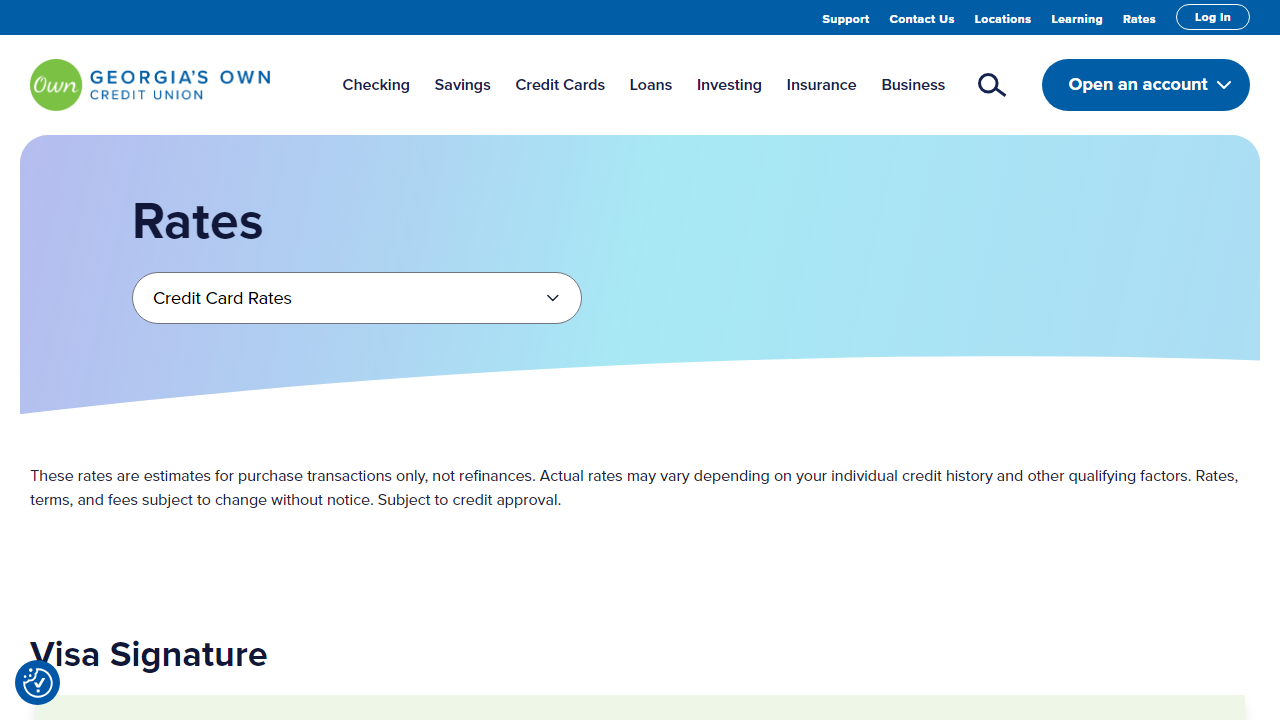 Support Contact Us Locations Learning Rates Log In
Own GEORGIA'S OWN
CREDIT UNION
Checking Savings Credit Cards Loans Investing Insurance Business Open an account
Rates
Credit Card Rates
These rates are estimates for purchase transactions only, not refinances. Actual rates may vary depending on your individual credit history and other qualifying factors. Rates,
terms, and fees subject to change without notice. Subject to credit approval.
Visa Signature